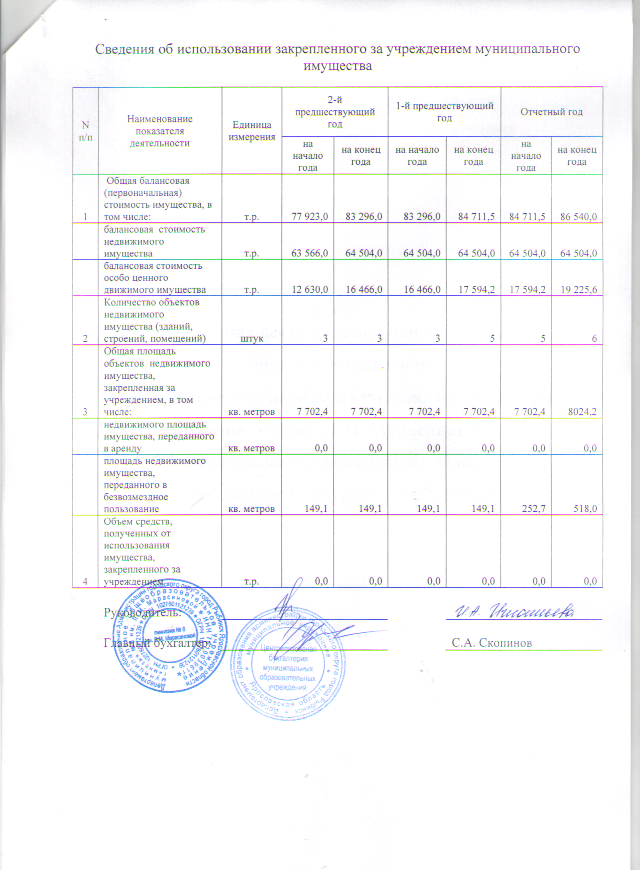 Сведения об использовании закрепленного за учреждением муниципального
имущества
N
п/п
Наименование
показателя
деятельности
Единица
измерения
2-й
предшествующий
год
1-й предшествующий
год
Отчетный год
на
начало
года
на конец
года
на начало
года
на конец
года
на
начало
года
на конец
года
1
Общая балансовая
(первоначальная)
стоимость имущества, в
том числе:
т.р. 77 923,0 83 296,0 83 296,0 84 711,5 84 711,5 86 540,0
балансовая стоимость
недвижимого
имущества
т.р. 63 566,0 64 504,0 64 504,0 64 504,0 64 504,0 64 504,0
балансовая стоимость
особо ценного
движимого имущества
т.р. 12 630,0 16 466,0 16 466,0 17 594,2 17 594,2 19 225,6
2
Количество объектов
недвижимого
имущества (зданий,
строений, помещений)
штук 3 3 3 5 5 6
3
Общая площадь
объектов недвижимого
имущества,
закрепленная за
учреждением, в том
числе:
кв. метров 7 702,4 7 702,4 7 702,4 7 702,4 7 702,4 8024,2
недвижимого площадь
имущества, переданного
в аренду
кв. метров 0,0 0,0 0,0 0,0 0,0 0,0
площадь недвижимого
имущества,
переданного в
безвозмездное
пользование
кв. метров 149,1 149,1 149,1 149,1 252,7 518,0
4
Объем средств,
полученных от
использования
имущества,
закрепленного за
учреждением
т.р. 0,0 0,0 0,0 0,0 0,0 0,0
Руководитель:
Главный бухгалтер:
С.А. Скопинов
Централизованная
бухгалтерия
муниципальных
образовательных
учреждений